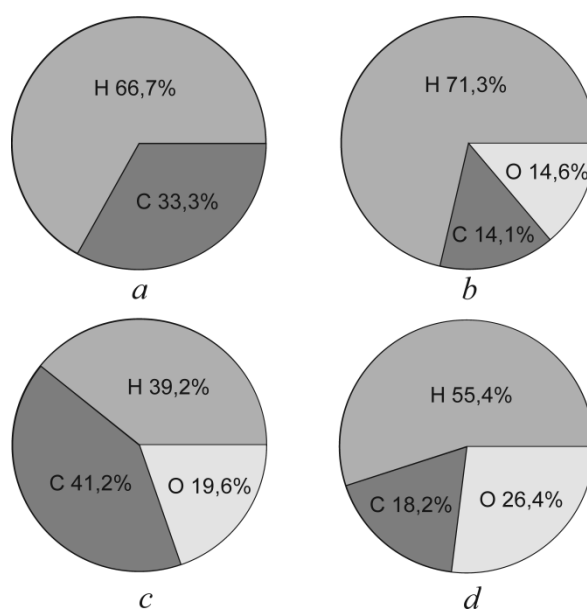 H 66,7%
C 33,3%
a
H 71,3%
O 14,6%
C 14,1%
b
H 39,2%
C 41,2%
O 19,6%
c
H 55,4%
C 18,2%
O 26,4%
d